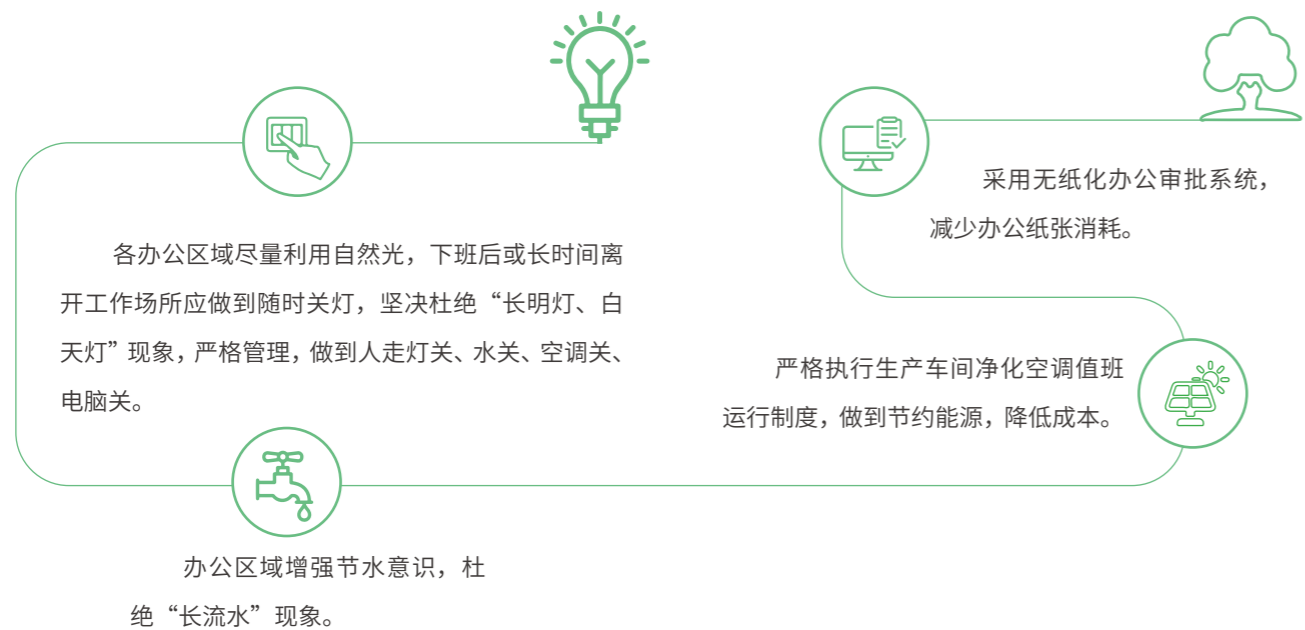 各办公区域尽量利用自然光，下班后或长时间离
开工作场所应做到随时关灯，坚决杜绝“长明灯、白
天灯”现象，严格管理，做到人走灯关、水关、空调关、
电脑关。
办公区域增强节水意识，杜
绝“长流水”现象。
严格执行生产车间净化空调值班
运行制度，做到节约能源，降低成本。
采用无纸化办公审批系统，
减少办公纸张消耗。